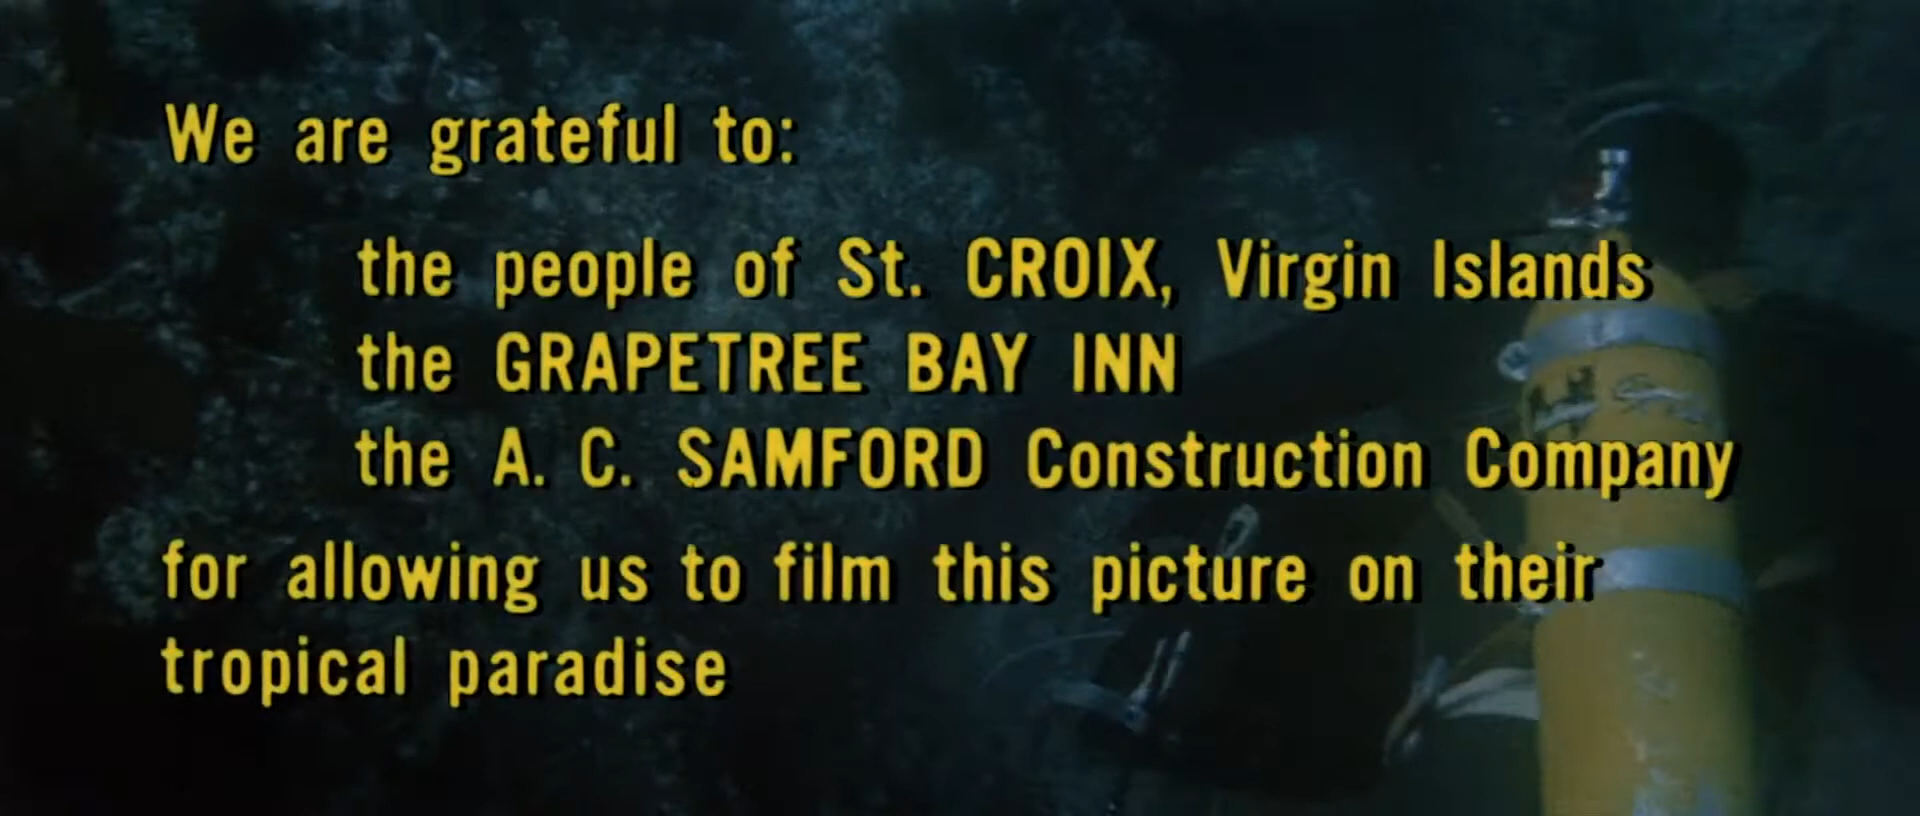 We are grateful to:
the people of St. CROIX, Virgin Islands
the GRAPETREE BAY INN
the A. C. SAMFORD Construction Company
for allowing us to film this picture on their
tropical paradise